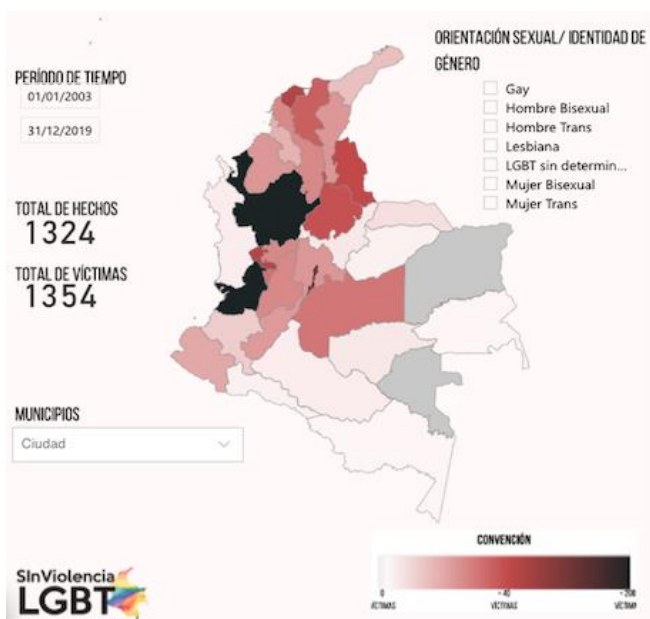 PERÍODO DE TIEMPO
01/01/2003
31/12/2019
TOTAL DE HECHOS
1324
TOTAL DE VÍCTIMAS
1354
MUNICIPIOS
Ciudad
ORIENTACIÓN SEXUAL/ IDENTIDAD DE
GÉNERO
Gay
Hombre Bisexual
Hombre Trans
Lesbiana
LGBT sin determin...
Mujer Bisexual
Mujer Trans
CONVENCIÓN
0
40
VÍCTIMAS
SInViolencia
LGBT